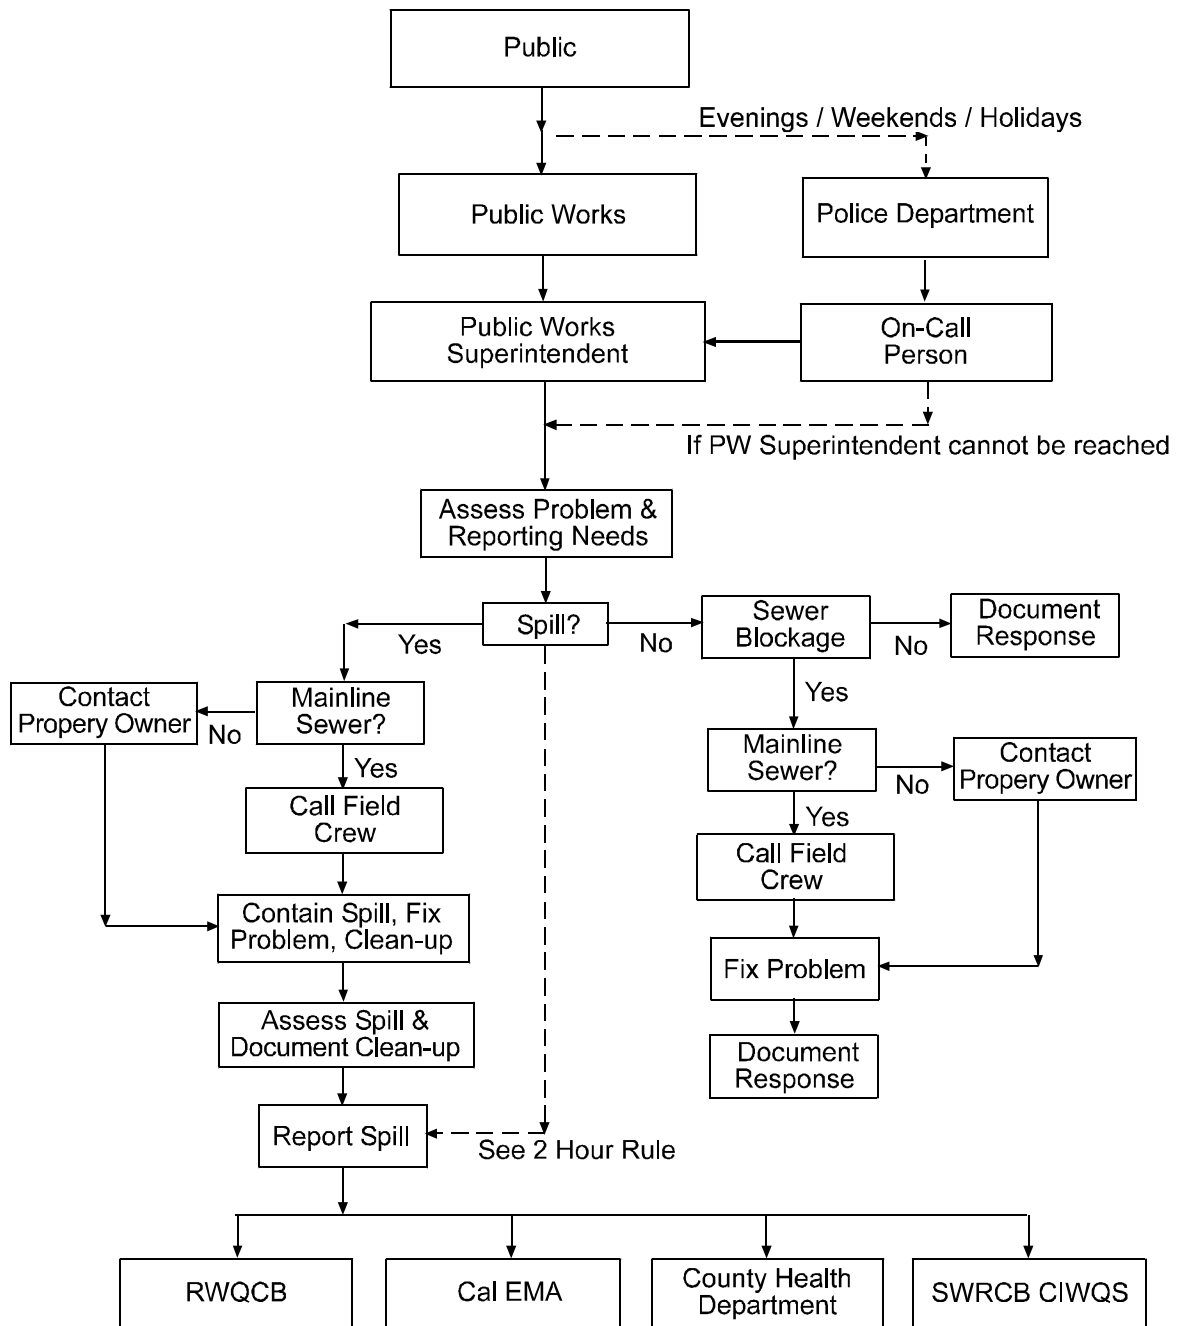 Public
Evenings / Weekends / Holidays
Public Works
Police Department
Public Works
Superintendent
On-Call
Person
If PW Superintendent cannot be reached
Assess Problem &
Reporting Needs
Spill?
Yes
No
Sewer
Blockage
No
Document
Response
Yes
Contact
Propery Owner
No
Mainline
Sewer?
Yes
Mainline
Sewer?
No
Contact
Propery Owner
Yes
Call Field
Crew
Call Field
Crew
Contain Spill, Fix
Problem, Clean-up
Fix Problem
Assess Spill &
Document Clean-up
Document
Response
Report Spill
See 2 Hour Rule
RWQCB
Cal EMA
County Health
Department
SWRCB CIWQS